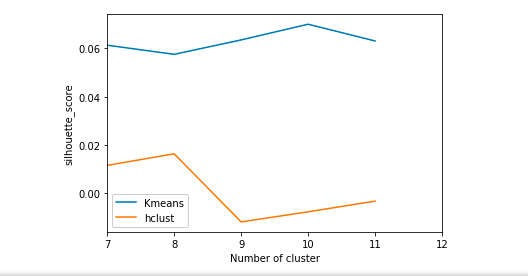 0.06
0.04
0.02
0.00
silhouette_score
Kmeans
hclust
7 8 9 10 11 12
Number of cluster